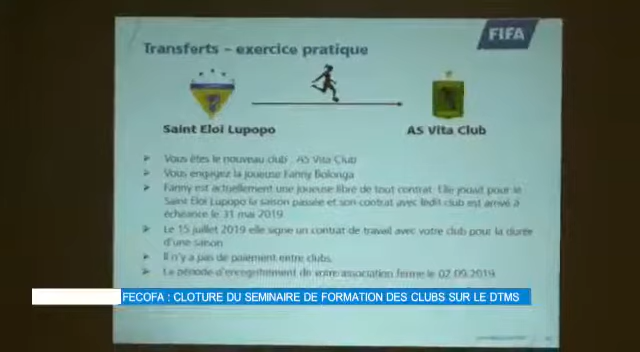 FIFA
Transferts – exercice pratique
Saint Eloi Lupopo
AS Vita Club
Vous êtes le nouveau club : AS Vita Club
Vous engagez la joueuse Fanny Bolonga
Fanny est actuellement une joueuse libre de tout contrat. Elle jouait pour le
Saint Eloi Lupopo la saison passée et son contrat avec ledit club est arrivé à
échéance le 31 mai 2019
Le 15 juillet 2019 elle signe un contrat de travail avec votre club pour la durée
d'une saison
Il n'y a pas de paiement entre clubs.
La période d'enregistrement de votre association ferme le 02.09.2019
FECOFA : CLOTURE DU SEMINAIRE DE FORMATION DES CLUBS SUR LE DTMS